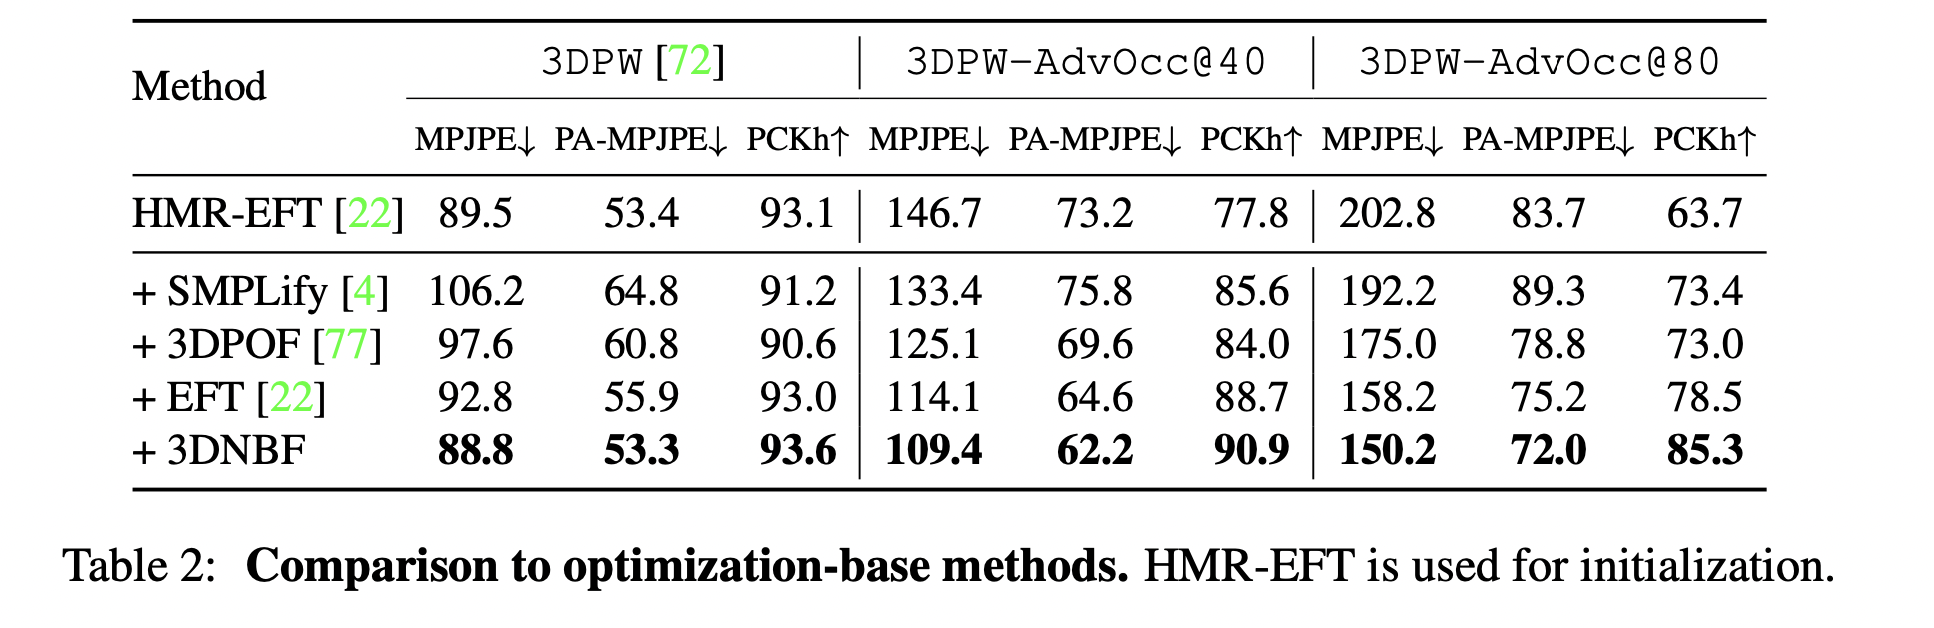 Method 3DPW [72] 3DPW-AdvOcc@40 3DPW-AdvOcc@80
MPJPE↓ PA-MPJPE↓ PCKh↑ MPJPE↓ PA-MPJPE↓ PCKh↑ MPJPE↓ PA-MPJPE↓ PCKh↑
HMR-EFT [22] 89.5 53.4 93.1 146.7 73.2 77.8 202.8 83.7 63.7
+ SMPLify [4] 106.2 64.8 91.2 133.4 75.8 85.6 192.2 89.3 73.4
+ 3DPOF [77] 97.6 60.8 90.6 125.1 69.6 84.0 175.0 78.8 73.0
+ EFT [22] 92.8 55.9 93.0 114.1 64.6 88.7 158.2 75.2 78.5
+ 3DNBF 88.8 53.3 93.6 109.4 62.2 90.9 150.2 72.0 85.3
Table 2: Comparison to optimization-base methods. HMR-EFT is used for initialization.